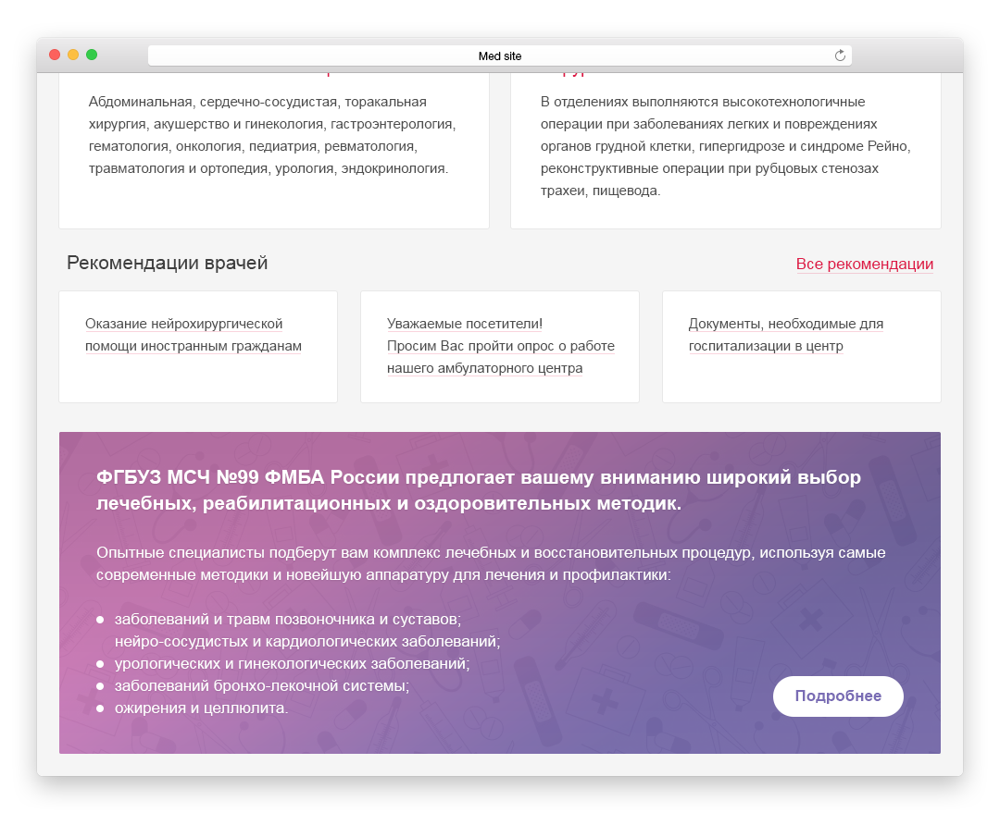 Med site
Абдоминальная, сердечно-сосудистая, торакальная
хирургия, акушерство и гинекология, гастроэнтерология,
гематология, онкология, педиатрия, ревматология,
травматология и ортопедия, урология, эндокринология.
В отделениях выполняются высокотехнологичные
операции при заболеваниях легких и повреждениях
органов грудной клетки, гипергидрозе и синдроме Рейно,
реконструктивные операции при рубцовых стенозах
трахеи, пищевода.
Рекомендации врачей
Все рекомендации
Оказание нейрохирургической
помощи иностранным гражданам
Уважаемые посетители!
Просим Вас пройти опрос о работе
нашего амбулаторного центра
Документы, необходимые для
госпитализации в центр
ФГБУЗ МСЧ №99 ФМБА России предлогает вашему вниманию широкий выбор
лечебных, реабилитационных и оздоровительных методик.
Опытные специалисты подберут вам комплекс лечебных и восстановительных процедур, используя самые
современные методики и новейшую аппаратуру для лечения и профилактики:
заболеваний и травм позвоночника и суставов;
нейро-сосудистых и кардиологических заболеваний;
урологических и гинекологических заболеваний;
заболеваний бронхо-лекочной системы;
ожирения и целлюлита.
Подробнее